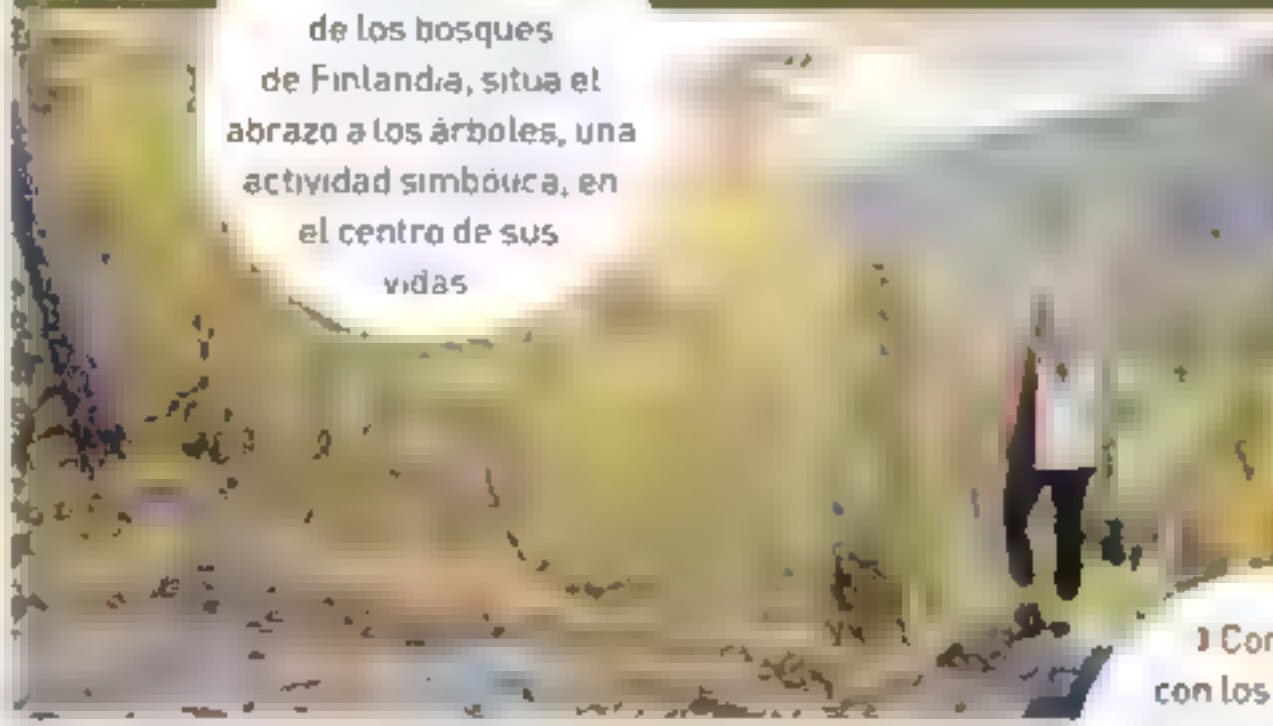 de los bosques
de Finlandia, situa el
abrazo a los árboles, una
actividad simbólica, en
el centro de sus
vidas
Con
con los